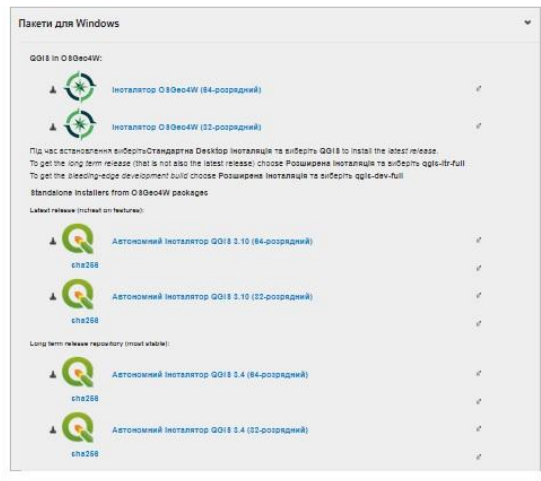 Пакети для Windows
QGIS in OSGeo4W:
Інсталятор OSGeo4W (64-розрядний)
Інсталятор OSGeo4W (32-розрядний)
Під час встановлення виберітьСтандартна Desktop Інсталяція та виберіть QGIS to install the latest release.
To get the long term release (that is not also the latest release) choose Розширена Інсталяція та виберіть qgis-ltr-full
To get the bleeding-edge development build choose Розширена Інсталяція та виберіть qgis-dev-full
Standalone installers from OSGeo4W packages
Latest release (richest on features):
Автономний Інсталятор QGIS 3.10 (64-розрядний)
sha256
Автономний Інсталятор QGIS 3.10 (32-розрядний)
sha256
Long term release repository (most stable):
Автономний Інсталятор QGIS 3.4 (64-розрядний)
sha256
Автономний Інсталятор QGIS 3.4 (32-розрядний)
sha256